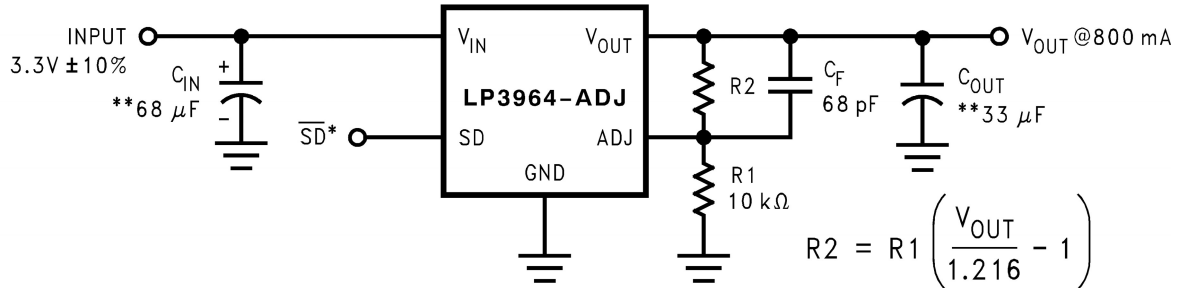 INPUT
3.3V ±10%
C_IN
+
**68 μF
−
S̅D̅*
V_IN
V_OUT
LP3964-ADJ
SD
ADJ
GND
R2
C_F
68 pF
R1
10 kΩ
V_OUT @800 mA
C_OUT
**33 μF
R2 = R1 (V_OUT / 1.216 − 1)